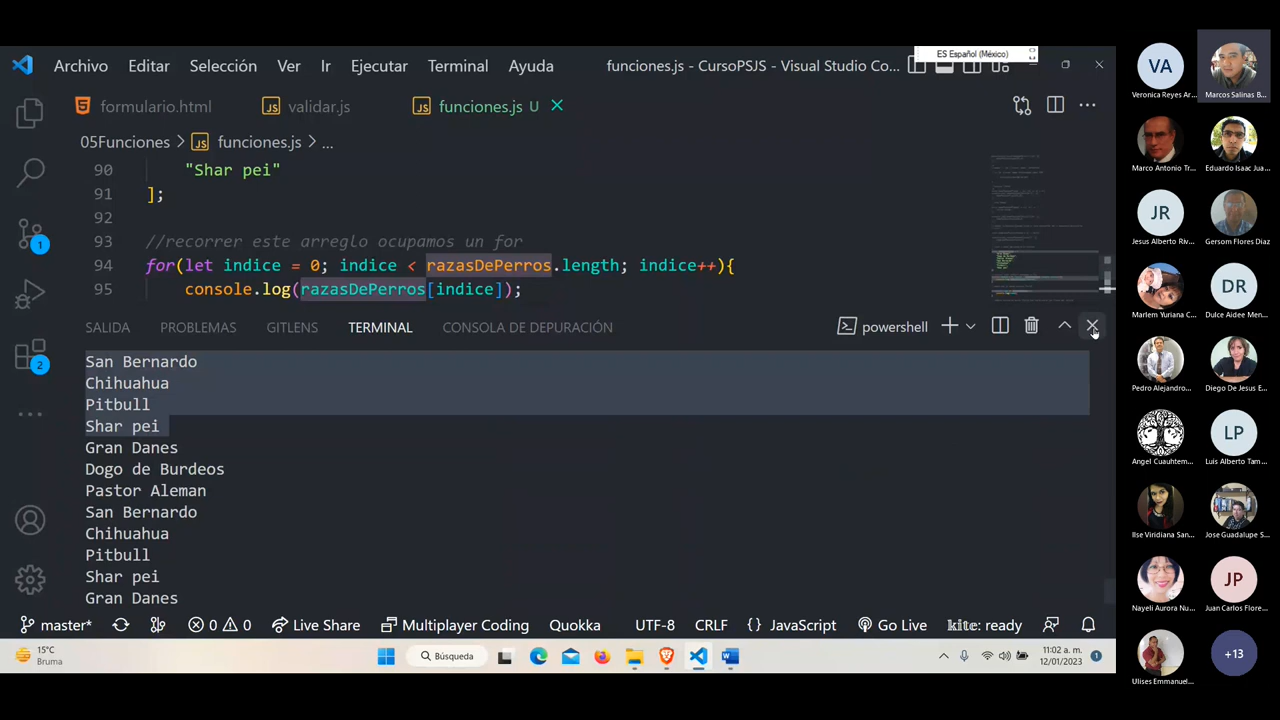 ES Español (México)
Archivo Editar Selección Ver Ir Ejecutar Terminal Ayuda funciones.js - CursoPSJS - Visual Studio Co...
formulario.html JS validar.js JS funciones.js U
05Funciones > JS funciones.js > ...
90 "Shar pei"
91 ];
92
93 //recorrer este arreglo ocupamos un for
94 for(let indice = 0; indice < razasDePerros.length; indice++){
95 console.log(razasDePerros[indice]);
SALIDA PROBLEMAS GITLENS TERMINAL CONSOLA DE DEPURACIÓN powershell
San Bernardo
Chihuahua
Pitbull
Shar pei
Gran Danes
Dogo de Burdeos
Pastor Aleman
San Bernardo
Chihuahua
Pitbull
Shar pei
Gran Danes
1
2
master* 0 0 Live Share Multiplayer Coding Quokka UTF-8 CRLF {} JavaScript Go Live kite: ready
15°C
Bruma
Búsqueda
11:02 a. m.
12/01/2023
1
VA
Veronica Reyes Ar...
Marcos Salinas B...
Marco Antonio Tr...
Eduardo Isaac Jua...
JR
Jesus Alberto Riv...
Gersom Flores Diaz
Marlem Yuriana C...
DR
Dulce Aidee Men...
Pedro Alejandro...
Diego De Jesus E...
Angel Cuauhtem...
LP
Luis Alberto Tam...
Ilse Viridiana San...
Jose Guadalupe S...
Nayeli Aurora Nu...
JP
Juan Carlos Flore...
Ulises Emmanuel...
+13